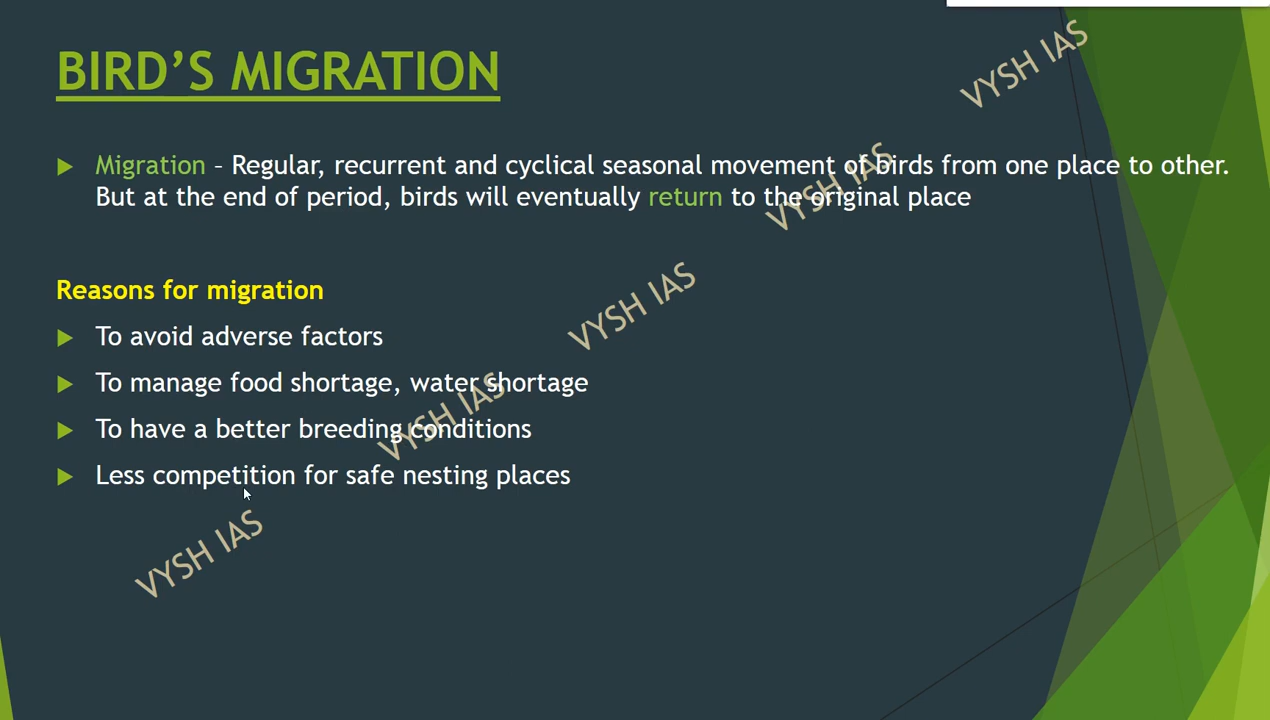 VYSH IAS
BIRD’S MIGRATION
Migration – Regular, recurrent and cyclical seasonal movement of birds from one place to other.
But at the end of period, birds will eventually return to the original place
VYSH IAS
Reasons for migration
VYSH IAS
To avoid adverse factors
To manage food shortage, water shortage
VYSH IAS
To have a better breeding conditions
Less competition for safe nesting places
VYSH IAS